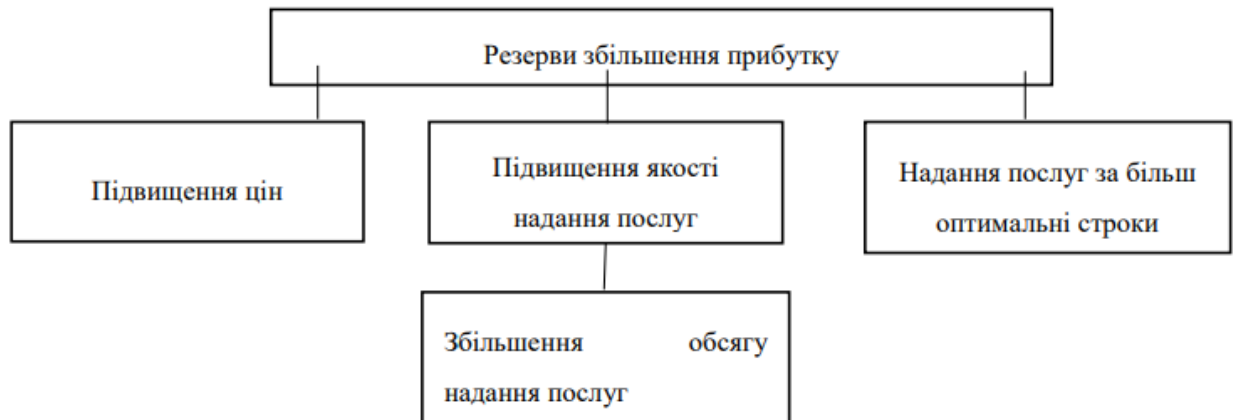 Резерви збільшення прибутку
Підвищення цін
Підвищення якості
надання послуг
Надання послуг за більш
оптимальні строки
Збільшення обсягу
надання послуг